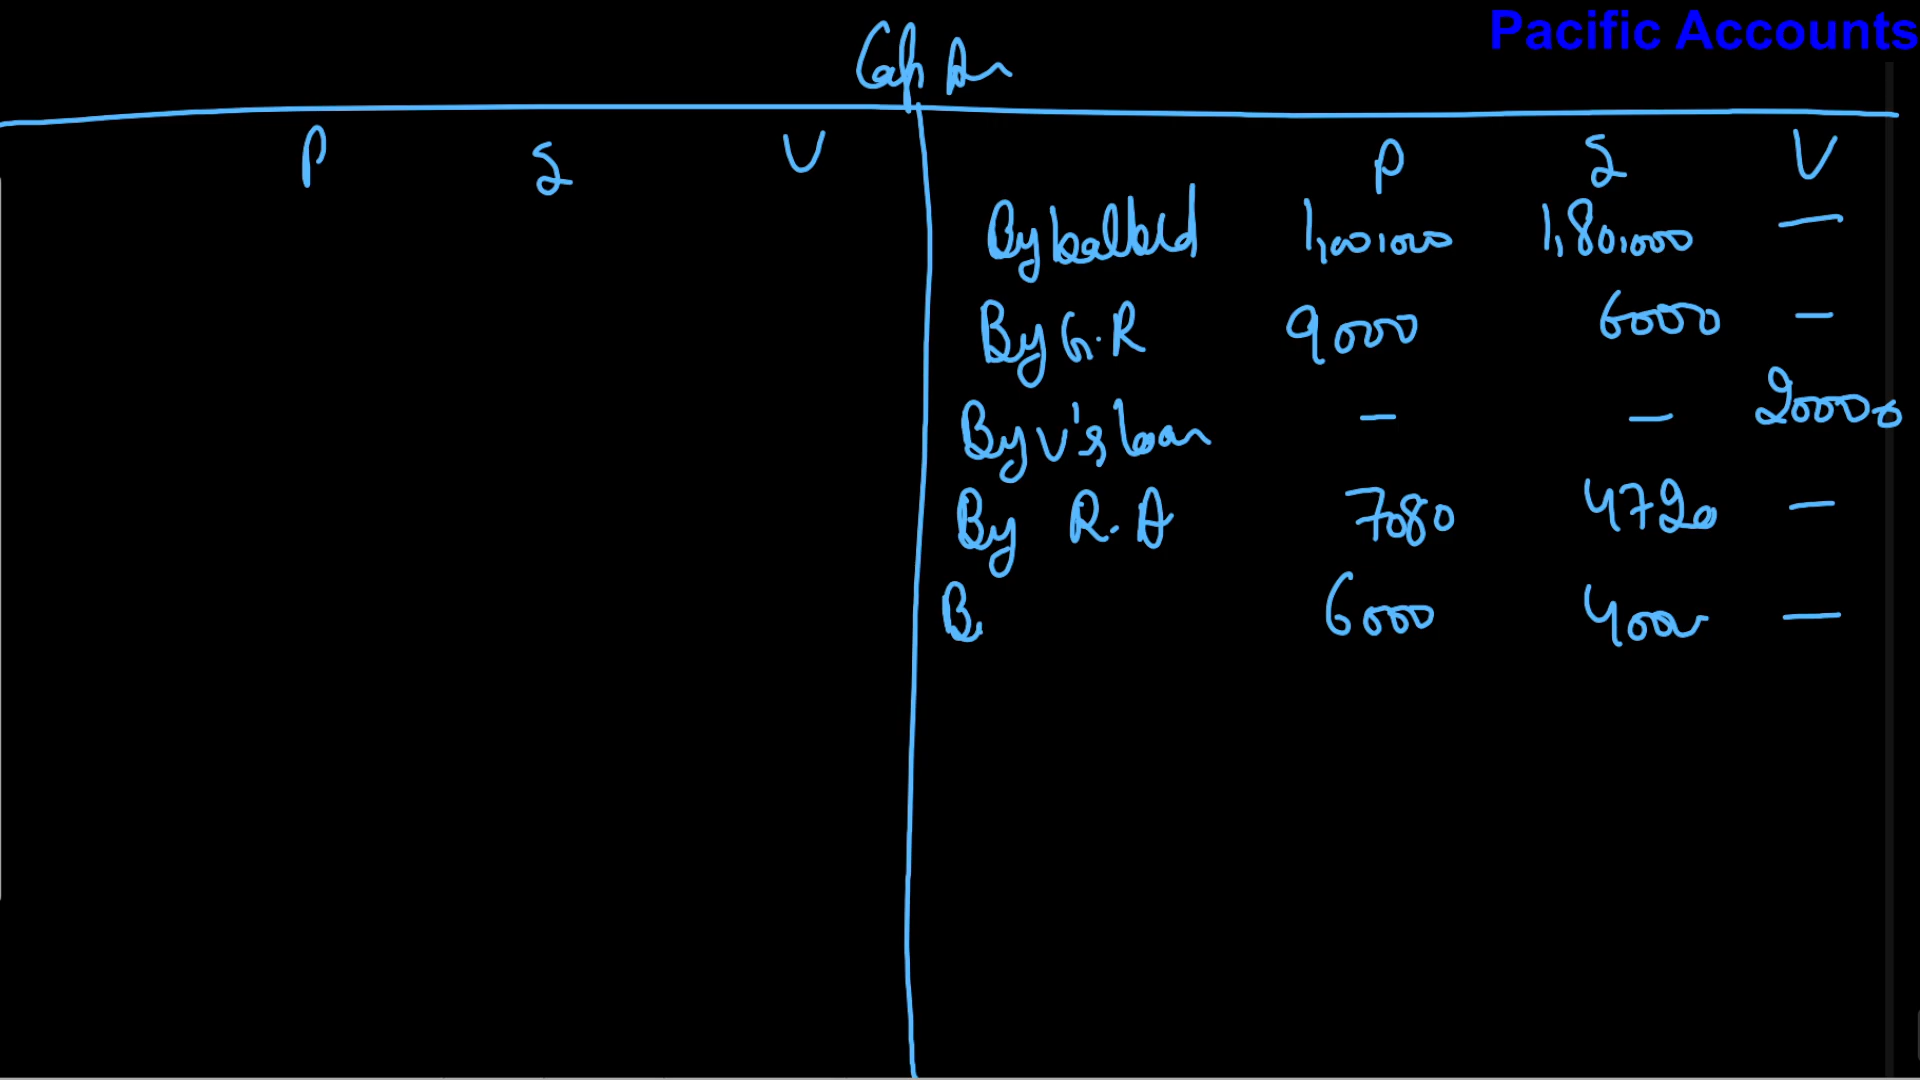 Pacific Accounts
Cap A
P S V P S V
By bal b/d 1,00,000 1,80,000 —
By G.R 9000 6000 —
By V's loan — — 20000
By R.A 7080 4720 —
B 6000 4000 —